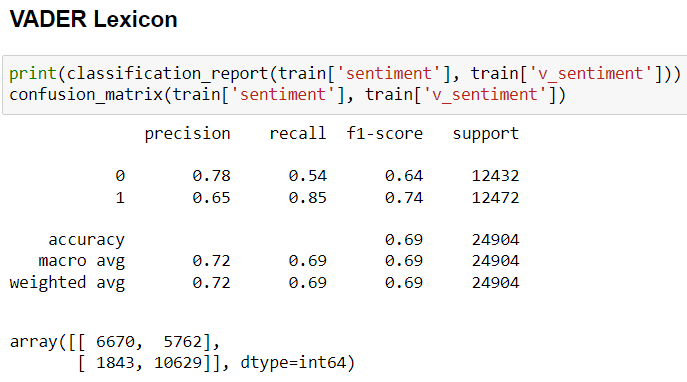 VADER Lexicon
print(classification_report(train['sentiment'], train['v_sentiment']))
confusion_matrix(train['sentiment'], train['v_sentiment'])
precision recall f1-score support
0 0.78 0.54 0.64 12432
1 0.65 0.85 0.74 12472
accuracy 0.69 24904
macro avg 0.72 0.69 0.69 24904
weighted avg 0.72 0.69 0.69 24904
array([[ 6670, 5762],
[ 1843, 10629]], dtype=int64)